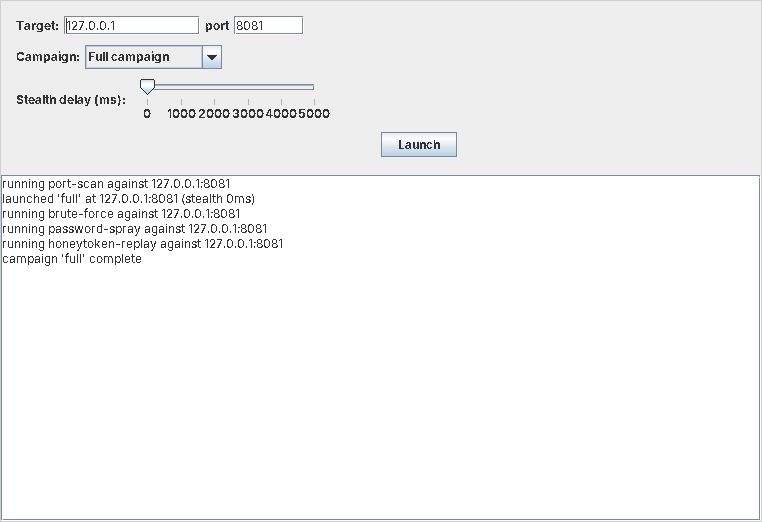 Target: 127.0.0.1 port 8081
Campaign: Full campaign
Stealth delay (ms):
0 1000 2000 3000 4000 5000
Launch
running port-scan against 127.0.0.1:8081
launched 'full' at 127.0.0.1:8081 (stealth 0ms)
running brute-force against 127.0.0.1:8081
running password-spray against 127.0.0.1:8081
running honeytoken-replay against 127.0.0.1:8081
campaign 'full' complete